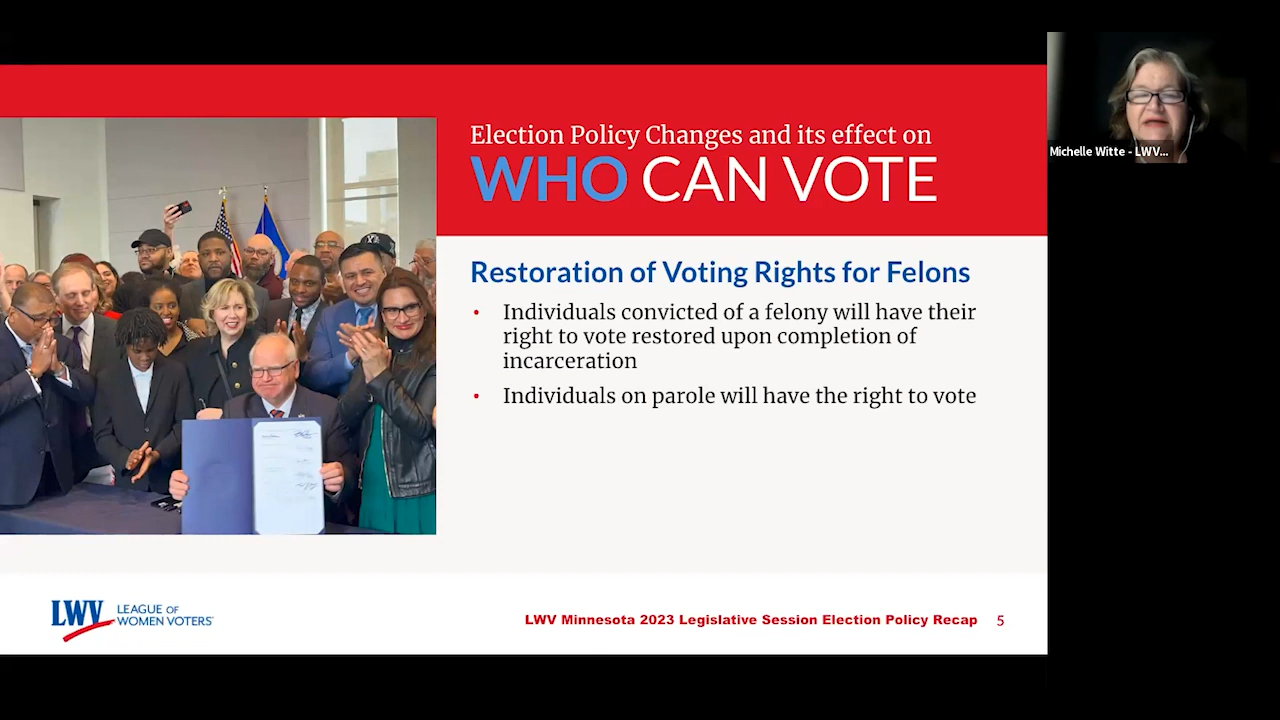 Election Policy Changes and its effect on
WHO CAN VOTE
Michelle Witte - LWV...
Restoration of Voting Rights for Felons
• Individuals convicted of a felony will have their
right to vote restored upon completion of
incarceration
• Individuals on parole will have the right to vote
LWV LEAGUE OF
WOMEN VOTERS®
LWV Minnesota 2023 Legislative Session Election Policy Recap 5